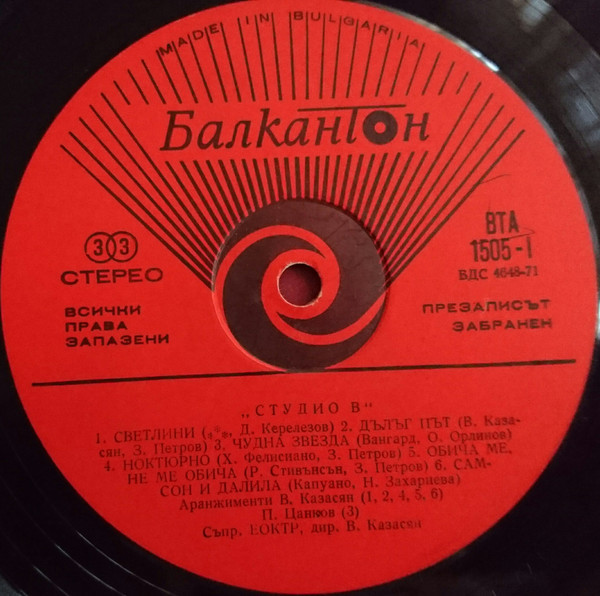 MADE IN BULGARIA
Балкантон
33
СТЕРЕО
ВТА
1505-I
БДС 4648-71
ВСИЧКИ
ПРАВА
ЗАПАЗЕНИ
ПРЕЗАПИСЪТ
ЗАБРАНЕН
„СТУДИО В"
1. СВЕТЛИНИ („*„ Д. Керелезов) 2. ДЪЛЪГ ПЪТ (В. Каза-
сян, З. Петров) 3. ЧУДНА ЗВЕЗДА (Вангард, О. Орлинов)
4. НОКТЮРНО (Х. Фелисиано, З. Петров) 5. ОБИЧА МЕ,
НЕ МЕ ОБИЧА (Р. Стивънсън, З. Петров) 6. САМ-
СОН И ДАЛИЛА (Капуано, Н. Захариева)
Аранжименти В. Казасян (1, 2, 4, 5, 6)
П. Цанков (3)
Съпр. ЕОКТР, дир. В. Казасян